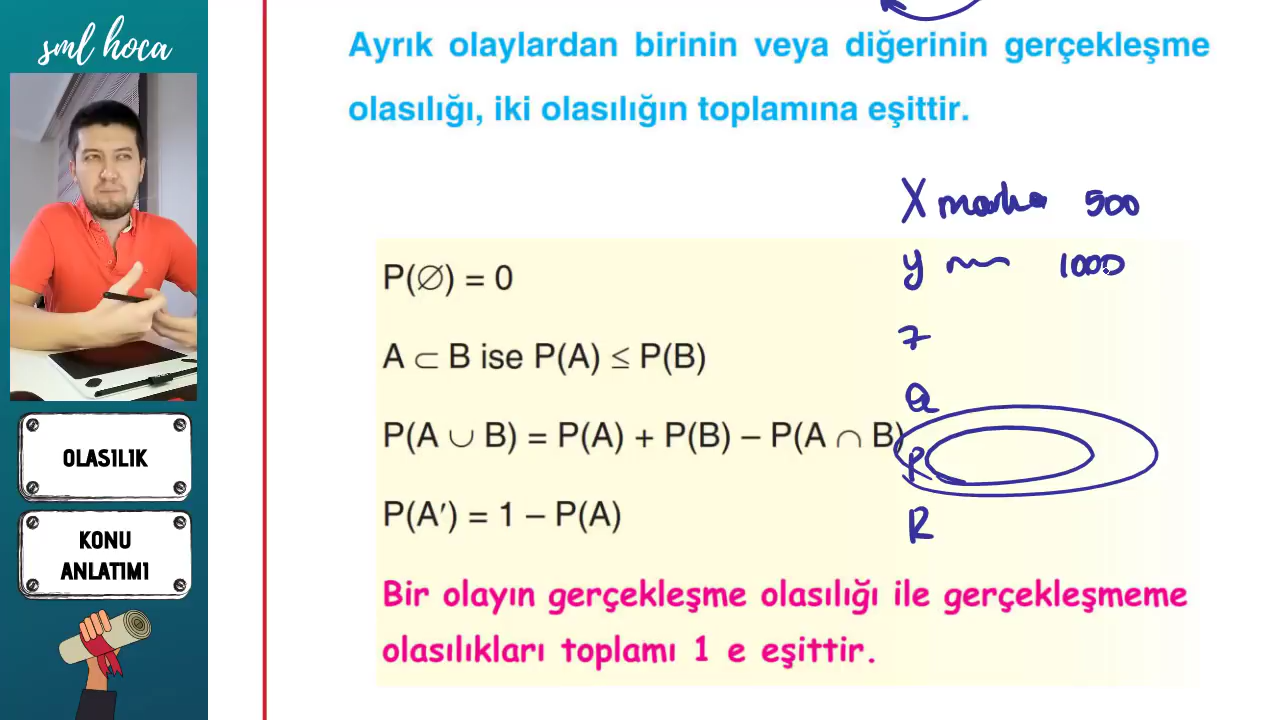 sml hoca
OLASILIK
KONU
ANLATIMI
Ayrık olaylardan birinin veya diğerinin gerçekleşme
olasılığı, iki olasılığın toplamına eşittir.
X marka 500
y 1000
P(∅) = 0
A ⊂ B ise P(A) ≤ P(B)
P(A ∪ B) = P(A) + P(B) – P(A ∩ B)
P(A′) = 1 – P(A)
Q
P
R
Bir olayın gerçekleşme olasılığı ile gerçekleşmeme
olasılıkları toplamı 1 e eşittir.